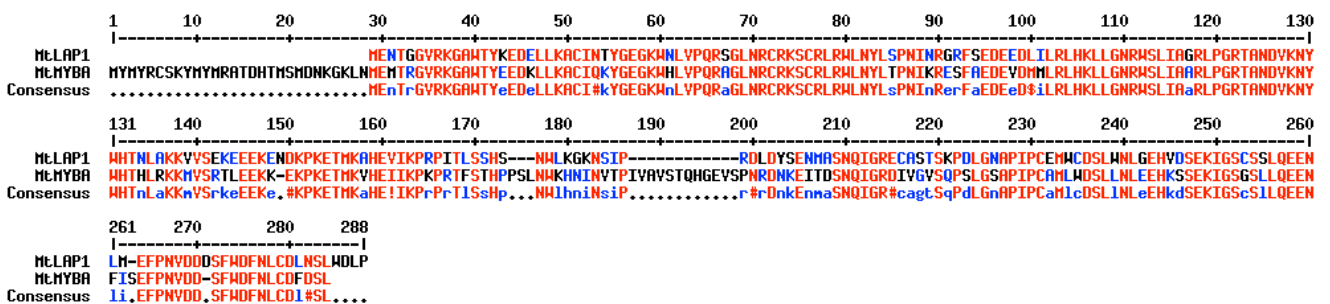 1 10 20 30 40 50 60 70 80 90 100 110 120 130
|--------+---------+---------+---------+---------+---------+---------+---------+---------+---------+---------+---------+---------|
MtLAP1 MENTGGVRKGAWTYKEDELLKACINTYGEGKWNLVPQRSGLNRCRKSCRLRWLNYLSPNINRGRFSEDEEDLILRLHKLLGNRWSLIAGRLPGRTANDVKNY
MtMYBA MYMYRCSKYMYMRATDHTMSMDNKGKLNMEMTRGVRKGAWTYEEDKLLKACIQKYGEGKWHLVPQRAGLNRCRKSCRLRWLNYLTPNIKRESFAEDEVDMMLRLHKLLGNRWSLIAARLPGRTANDVKNY
Consensus ............................MEnTrGVRKGAWTYeEDeLLKACI#kYGEGKWnLVPQRaGLNRCRKSCRLRWLNYLsPNInRerFaEDEeD$iLRLHKLLGNRWSLIAaRLPGRTANDVKNY
131 140 150 160 170 180 190 200 210 220 230 240 250 260
|--------+---------+---------+---------+---------+---------+---------+---------+---------+---------+---------+---------+---------|
MtLAP1 WHTNLAKKVVSEKEEEKENDKPKETMKAHEVIKPRPITLSSHS---NWLKGKNSIP------------RDLDYSENMASNQIGRECASTSKPDLGNAPIPCEMWCDSLWNLGEHVDSEKIGSCSSLQEEN
MtMYBA WHTHLRKKMVSRTLEEKK-EKPKETMKVHEIIKPKPRTFSTHPPSLNWLKHNINVTPIVAVSTQHGEVSPNRDNKEITDSNQIGRDIVGVSQPSLGSAPIPCAMLWDSLLNLEEHKSSEKIGSGSLLQEEN
Consensus WHTnLaKKmVSrkeEEKe.#KPKETMKaHE!IKPrPrTlSsHp...NWlhniNsiP............r#rDnkEnmaSNQIGR#cagtSqPdLGnAPIPCaMlcDSLlNLeEHkdSEKIGScSlLQEEN
261 270 280 288
|--------+---------+-------|
MtLAP1 LM-EFPNVDDDSFWDFNLCDLNSLWDLP
MtMYBA FISEFPNVDD-SFWDFNLCDFDSL
Consensus li.EFPNVDD.SFWDFNLCDl#SL....